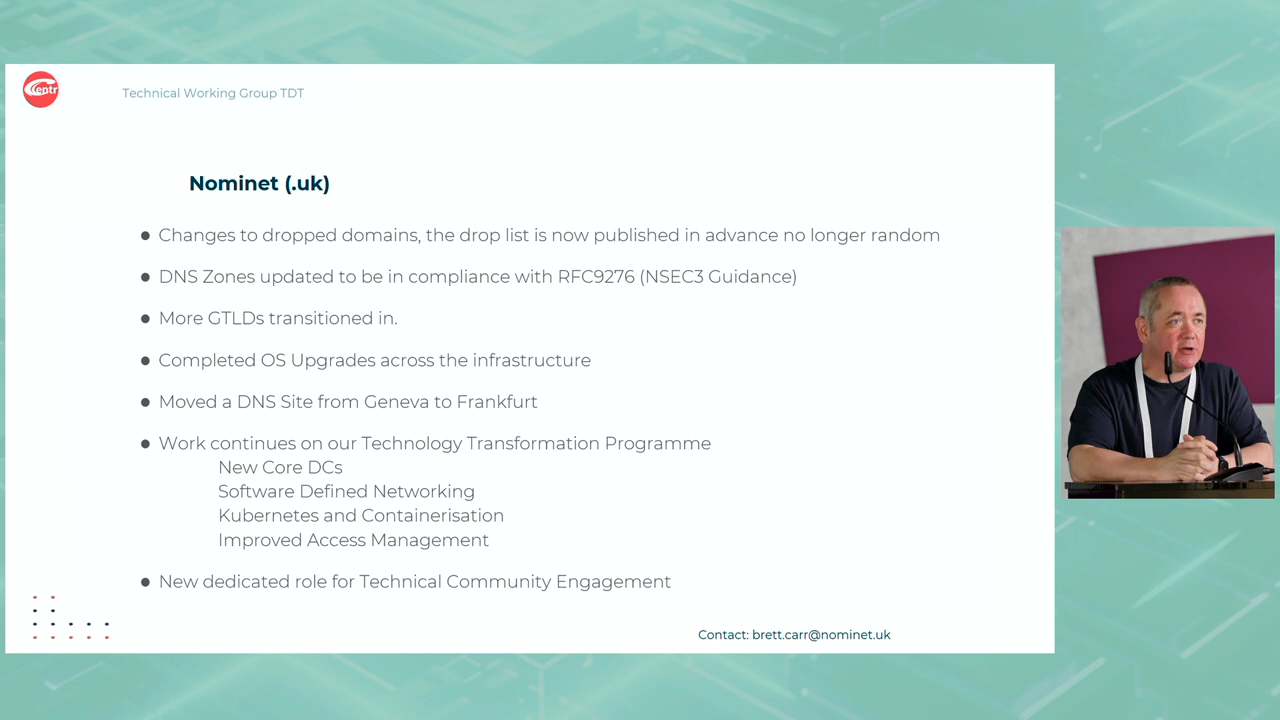 Centr
Technical Working Group TDT
Nominet (.uk)
● Changes to dropped domains, the drop list is now published in advance no longer random
● DNS Zones updated to be in compliance with RFC9276 (NSEC3 Guidance)
● More GTLDs transitioned in.
● Completed OS Upgrades across the infrastructure
● Moved a DNS Site from Geneva to Frankfurt
● Work continues on our Technology Transformation Programme
New Core DCs
Software Defined Networking
Kubernetes and Containerisation
Improved Access Management
● New dedicated role for Technical Community Engagement
Contact: brett.carr@nominet.uk